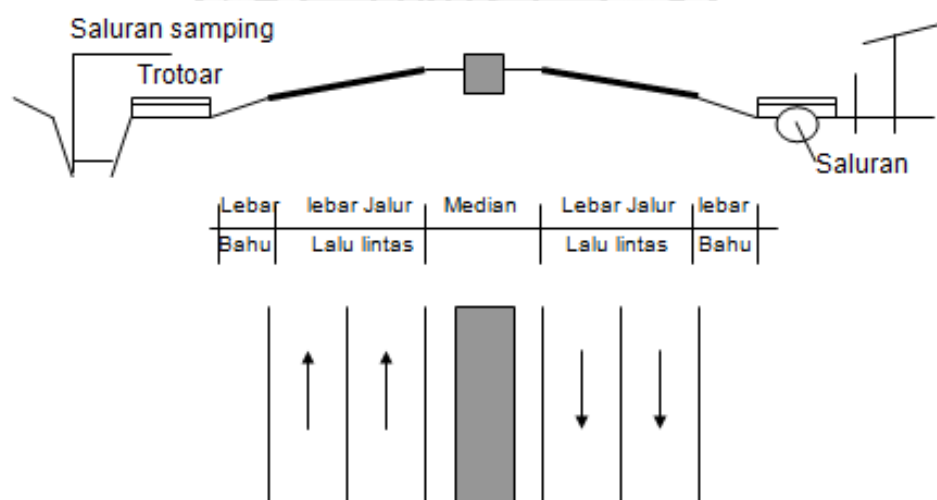 Saluran samping
Trotoar
Saluran
Lebar lebar Jalur Median Lebar Jalur lebar
Bahu Lalu lintas Lalu lintas Bahu